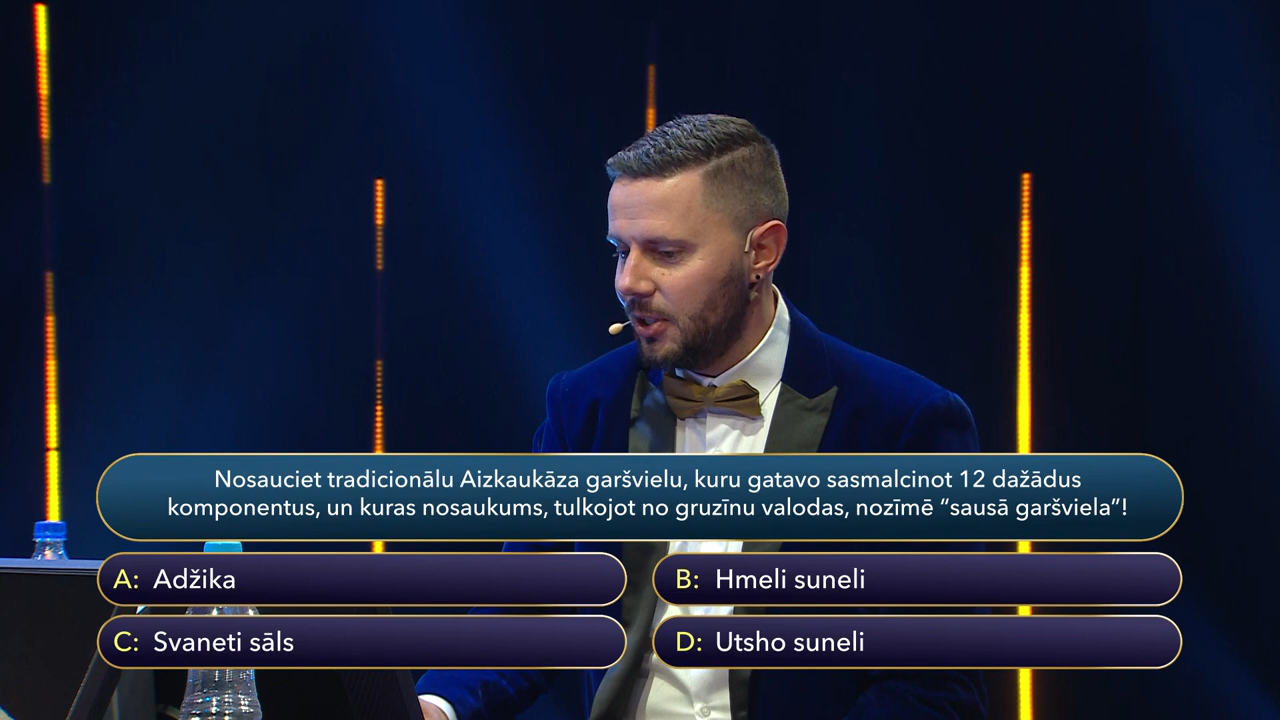 Nosauciet tradicionālu Aizkaukāza garšvielu, kuru gatavo sasmalcinot 12 dažādus
komponentus, un kuras nosaukums, tulkojot no gruzīnu valodas, nozīmē “sausā garšviela”!
A: Adžika
B: Hmeli suneli
C: Svaneti sāls
D: Utsho suneli